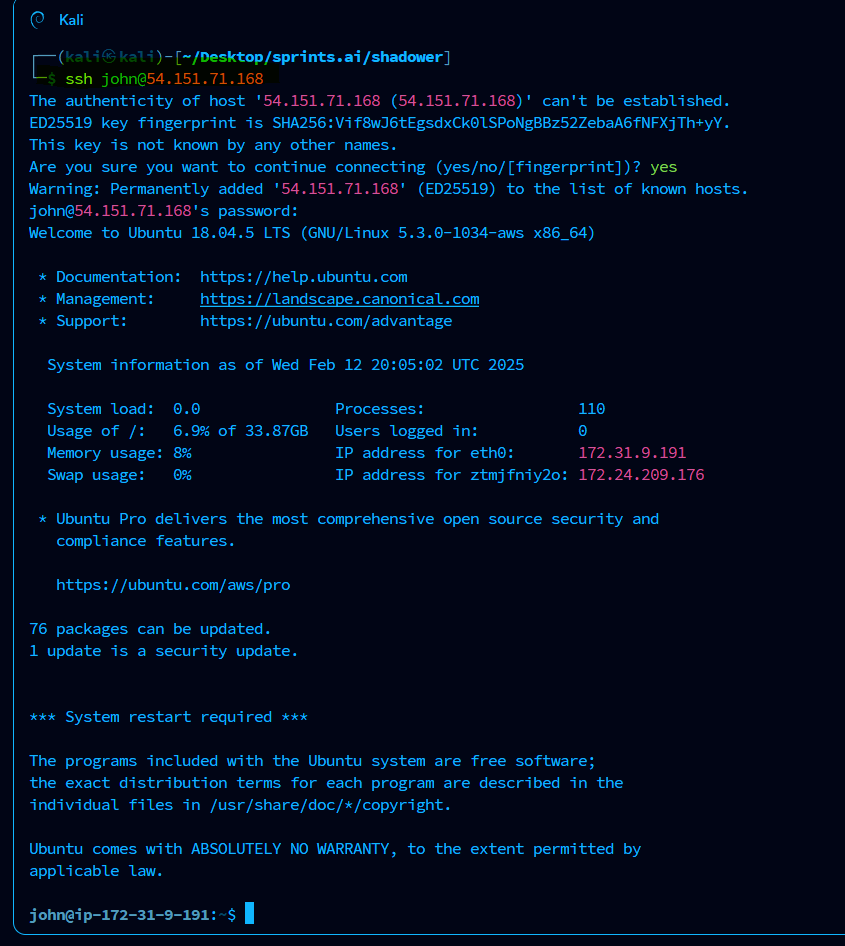 Kali
┌──(kali㉿kali)-[~/Desktop/sprints.ai/shadower]
└─$ ssh john@54.151.71.168
The authenticity of host '54.151.71.168 (54.151.71.168)' can't be established.
ED25519 key fingerprint is SHA256:Vif8wJ6tEgsdxCk0lSPoNgBBz52ZebaA6fNFXjTh+yY.
This key is not known by any other names.
Are you sure you want to continue connecting (yes/no/[fingerprint])? yes
Warning: Permanently added '54.151.71.168' (ED25519) to the list of known hosts.
john@54.151.71.168's password:
Welcome to Ubuntu 18.04.5 LTS (GNU/Linux 5.3.0-1034-aws x86_64)
* Documentation: https://help.ubuntu.com
* Management: https://landscape.canonical.com
* Support: https://ubuntu.com/advantage
System information as of Wed Feb 12 20:05:02 UTC 2025
System load: 0.0 Processes: 110
Usage of /: 6.9% of 33.87GB Users logged in: 0
Memory usage: 8% IP address for eth0: 172.31.9.191
Swap usage: 0% IP address for ztmjfniy2o: 172.24.209.176
* Ubuntu Pro delivers the most comprehensive open source security and
compliance features.
https://ubuntu.com/aws/pro
76 packages can be updated.
1 update is a security update.
*** System restart required ***
The programs included with the Ubuntu system are free software;
the exact distribution terms for each program are described in the
individual files in /usr/share/doc/*/copyright.
Ubuntu comes with ABSOLUTELY NO WARRANTY, to the extent permitted by
applicable law.
john@ip-172-31-9-191:~$